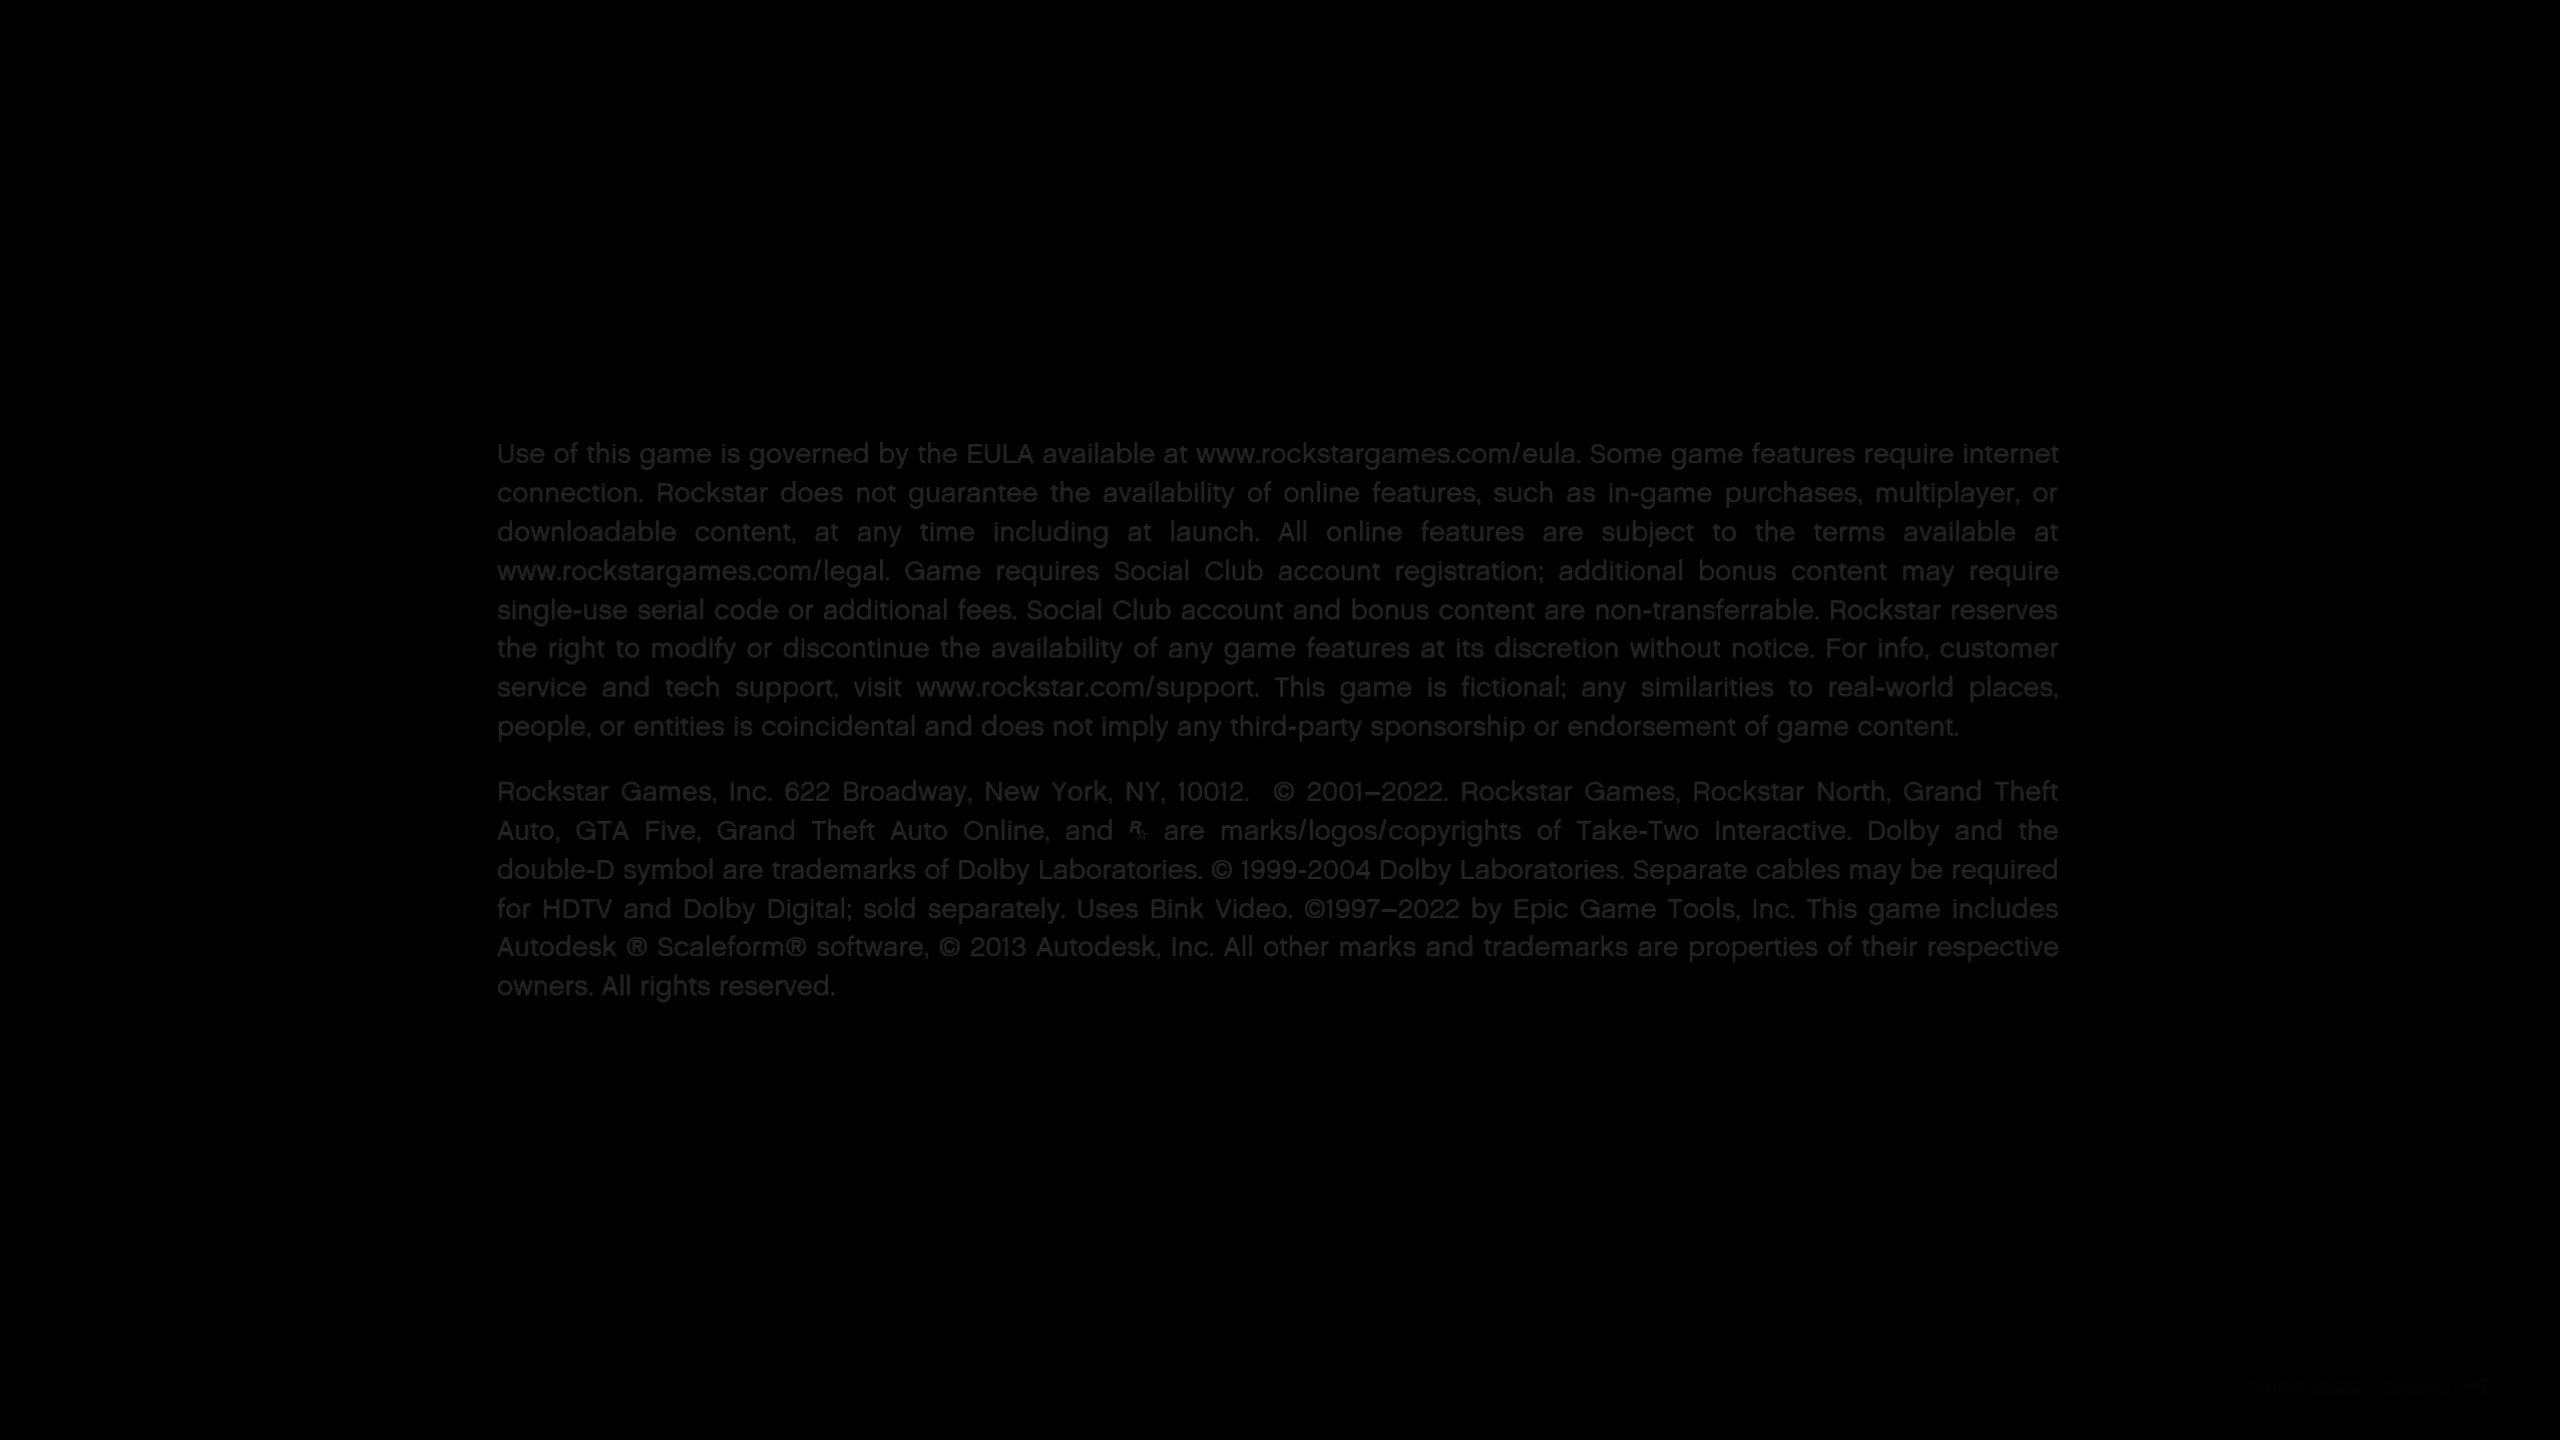 Use of this game is governed by the EULA available at www.rockstargames.com/eula. Some game features require internet
connection. Rockstar does not guarantee the availability of online features, such as in-game purchases, multiplayer, or
downloadable content, at any time including at launch. All online features are subject to the terms available at
www.rockstargames.com/legal. Game requires Social Club account registration; additional bonus content may require
single-use serial code or additional fees. Social Club account and bonus content are non-transferrable. Rockstar reserves
the right to modify or discontinue the availability of any game features at its discretion without notice. For info, customer
service and tech support, visit www.rockstar.com/support. This game is fictional; any similarities to real-world places,
people, or entities is coincidental and does not imply any third-party sponsorship or endorsement of game content.
Rockstar Games, Inc. 622 Broadway, New York, NY, 10012. © 2001–2022. Rockstar Games, Rockstar North, Grand Theft
Auto, GTA Five, Grand Theft Auto Online, and R are marks/logos/copyrights of Take-Two Interactive. Dolby and the
double-D symbol are trademarks of Dolby Laboratories. © 1999-2004 Dolby Laboratories. Separate cables may be required
for HDTV and Dolby Digital; sold separately. Uses Bink Video. ©1997–2022 by Epic Game Tools, Inc. This game includes
Autodesk ® Scaleform® software, © 2013 Autodesk, Inc. All other marks and trademarks are properties of their respective
owners. All rights reserved.